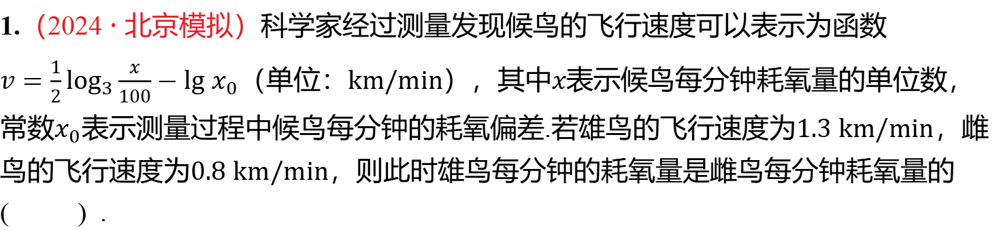 1.（2024·北京模拟）科学家经过测量发现候鸟的飞行速度可以表示为函数
v = \frac{1}{2}\log_3\frac{x}{100} − lg x_0（单位：km/min），其中x表示候鸟每分钟耗氧量的单位数，
常数x_0表示测量过程中候鸟每分钟的耗氧偏差.若雄鸟的飞行速度为1.3 km/min，雌
鸟的飞行速度为0.8 km/min，则此时雄鸟每分钟的耗氧量是雌鸟每分钟耗氧量的
(　　).